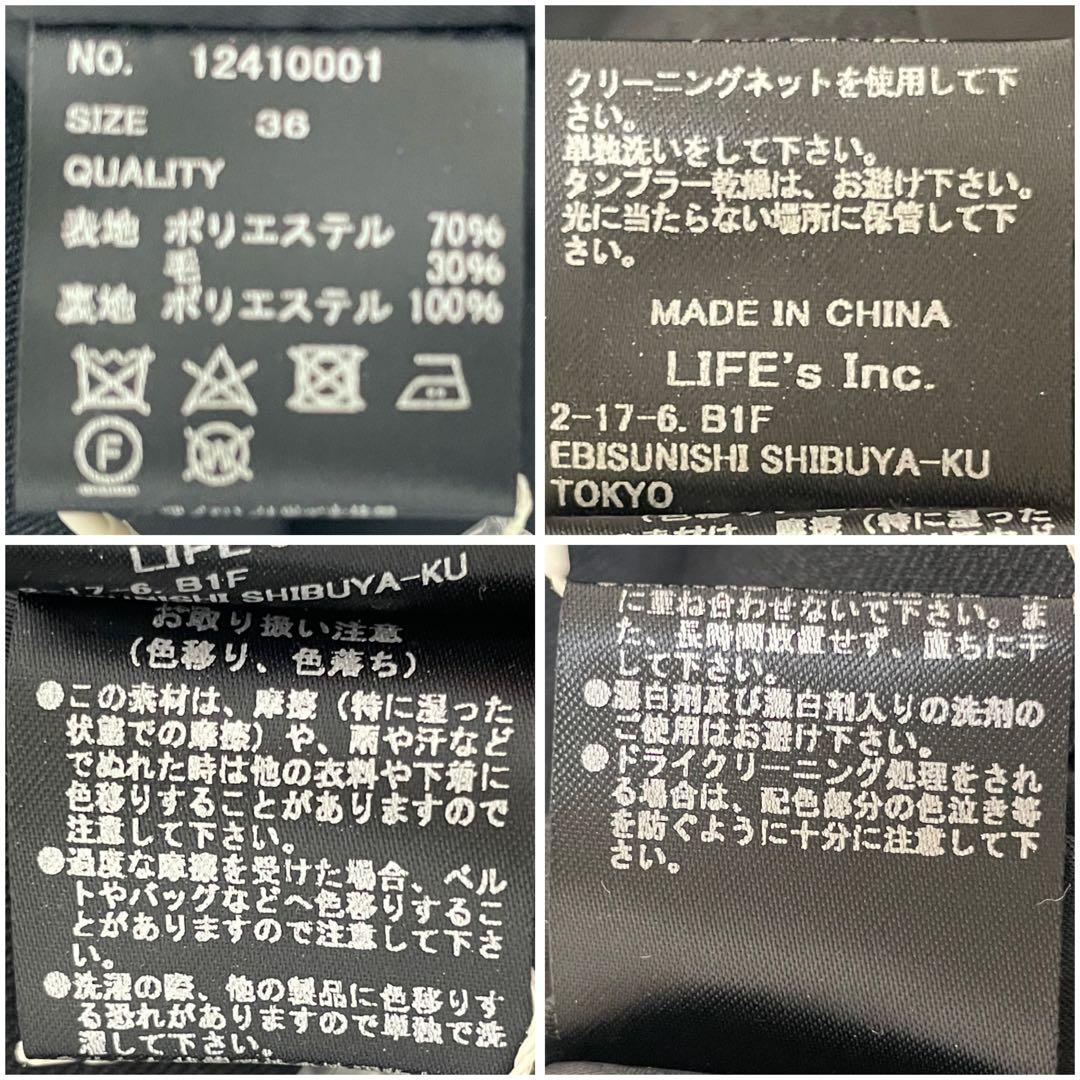 NO. 12410001
SIZE 36
QUALITY
表地 ポリエステル 70%
毛 30%
裏地 ポリエステル 100%
F
W
クリーニングネットを使用して下
さい。
単独洗いをして下さい。
タンブラー乾燥は、お避け下さい。
光に当たらない場所に保管して下
さい。
MADE IN CHINA
LIFE's Inc.
2-17-6. B1F
EBISUNISHI SHIBUYA-KU
TOKYO
摩擦（特に湿った
LIFE
-17-6. B1F
SHIBUYA-KU
お取り扱い注意
（色移り、色落ち）
●この素材は、摩擦（特に湿った
状態での摩擦）や、雨や汗など
でぬれた時は他の衣料や下着に
色移りすることがありますので
注意して下さい。
●過度な摩擦を受けた場合、ベル
トやバッグなどへ色移りするこ
とがありますので注意して下さ
い。
●洗濯の際、他の製品に色移りす
る恐れがありますので単独で洗
濯して下さい。
に重ね合わせないで下さい。ま
た、長時間放置せず、直ちに干
して下さい。
●漂白剤及び漂白剤入りの洗剤の
ご使用はお避け下さい。
●ドライクリーニング処理をされ
る場合は、配色部分の色泣き等
を防ぐように十分に注意して下
さい。